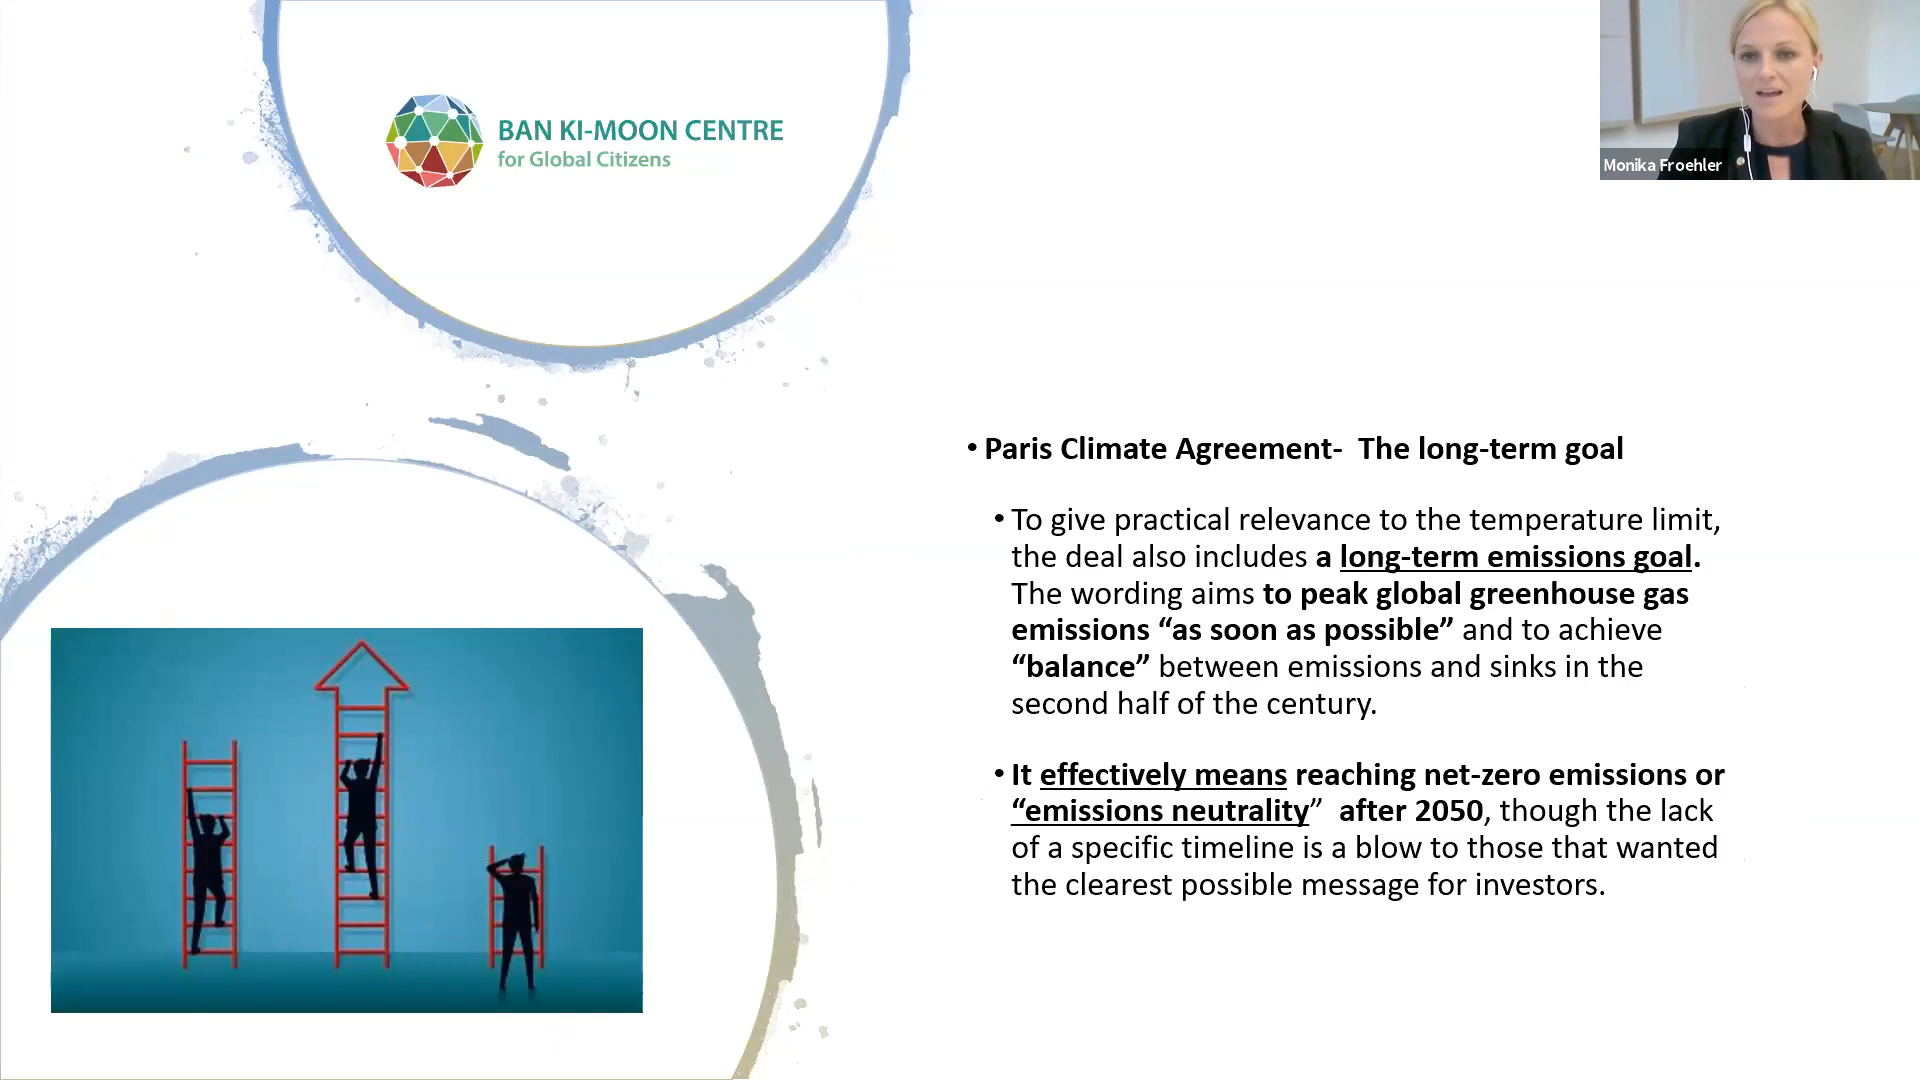 BAN KI-MOON CENTRE
for Global Citizens
Monika Froehler
• Paris Climate Agreement-  The long-term goal
• To give practical relevance to the temperature limit,
the deal also includes a long-term emissions goal.
The wording aims to peak global greenhouse gas
emissions “as soon as possible” and to achieve
“balance” between emissions and sinks in the
second half of the century.
• It effectively means reaching net-zero emissions or
“emissions neutrality”  after 2050, though the lack
of a specific timeline is a blow to those that wanted
the clearest possible message for investors.